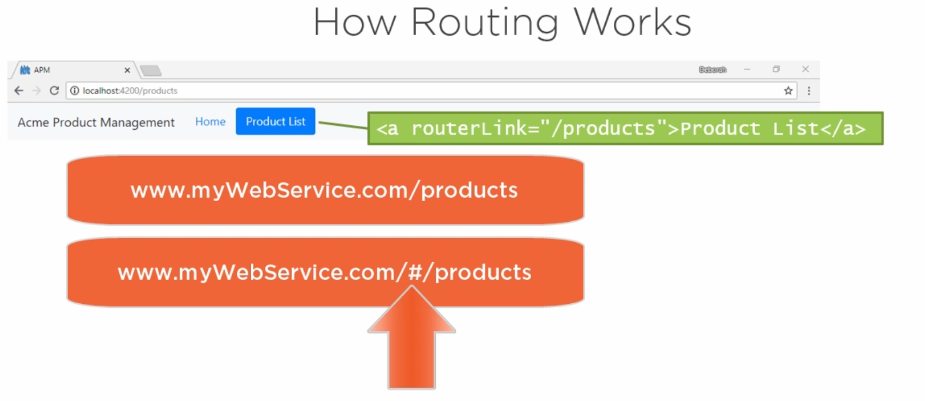 How Routing Works
APM
Deborah
localhost:4200/products
Acme Product Management Home Product List
<a routerLink="/products">Product List</a>
www.myWebService.com/products
www.myWebService.com/#/products